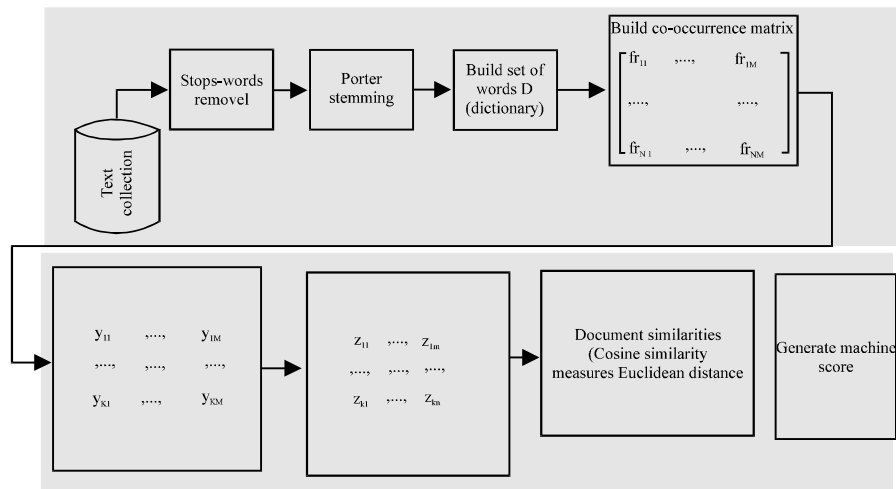 Text
collection
Stops-words
removel
Porter
stemming
Build set of
words D
(dictionary)
Build co-occurrence matrix
fr11 ,..., fr1M
,..., ,...,
frN1 ,..., frNM
y11 ,..., y1M
,..., ,..., ,...,
yK1 ,..., yKM
z11 ,..., z1m
,..., ,..., ,...,
zk1 ,..., zkn
Document similarities
(Cosine similarity
measures Euclidean distance
Generate machine
score